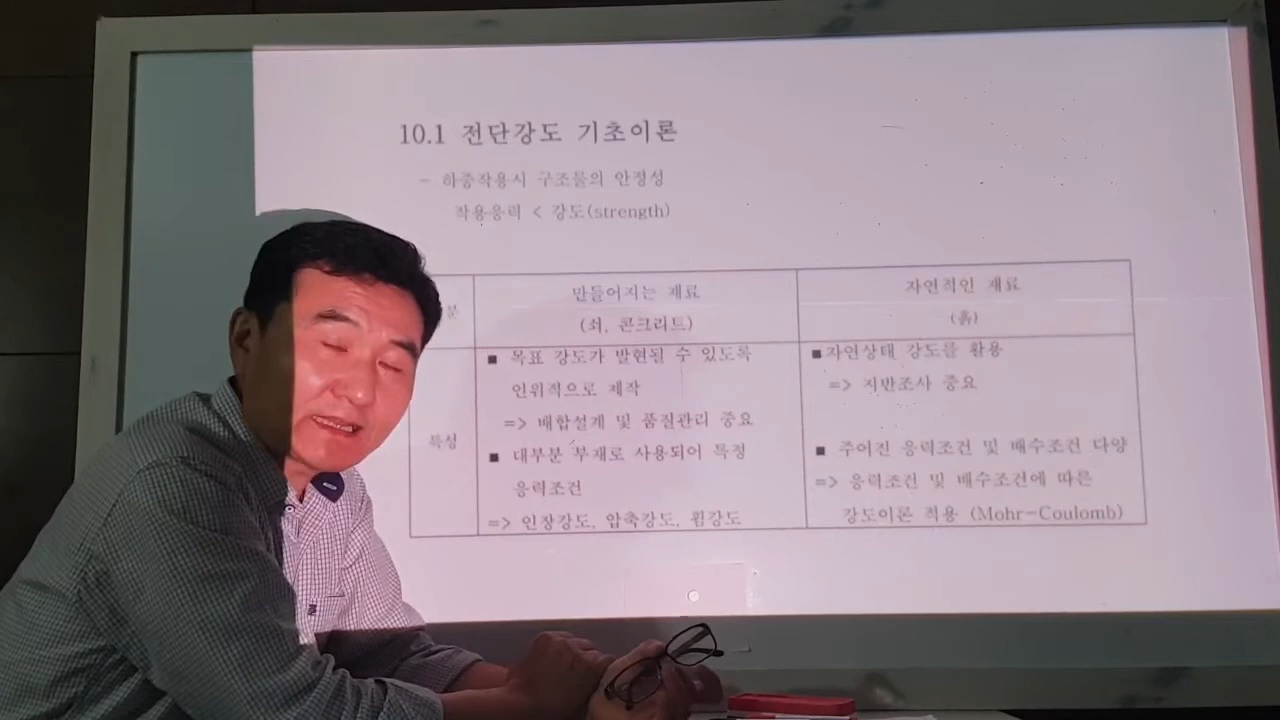 10.1 전단강도 기초이론
- 하중작용시 구조물의 안정성
작용응력 < 강도(strength)
분
만들어지는 재료
(쇠, 콘크리트)
자연적인 재료
(흙)
특성
■ 목표 강도가 발현될 수 있도록
인위적으로 제작
=> 배합설계 및 품질관리 중요
■ 대부분 부재로 사용되어 특정
응력조건
=> 인장강도, 압축강도, 휨강도
■ 자연상태 강도를 활용
=> 지반조사 중요
■ 주어진 응력조건 및 배수조건 다양
=> 응력조건 및 배수조건에 따른
강도이론 적용 (Mohr-Coulomb)